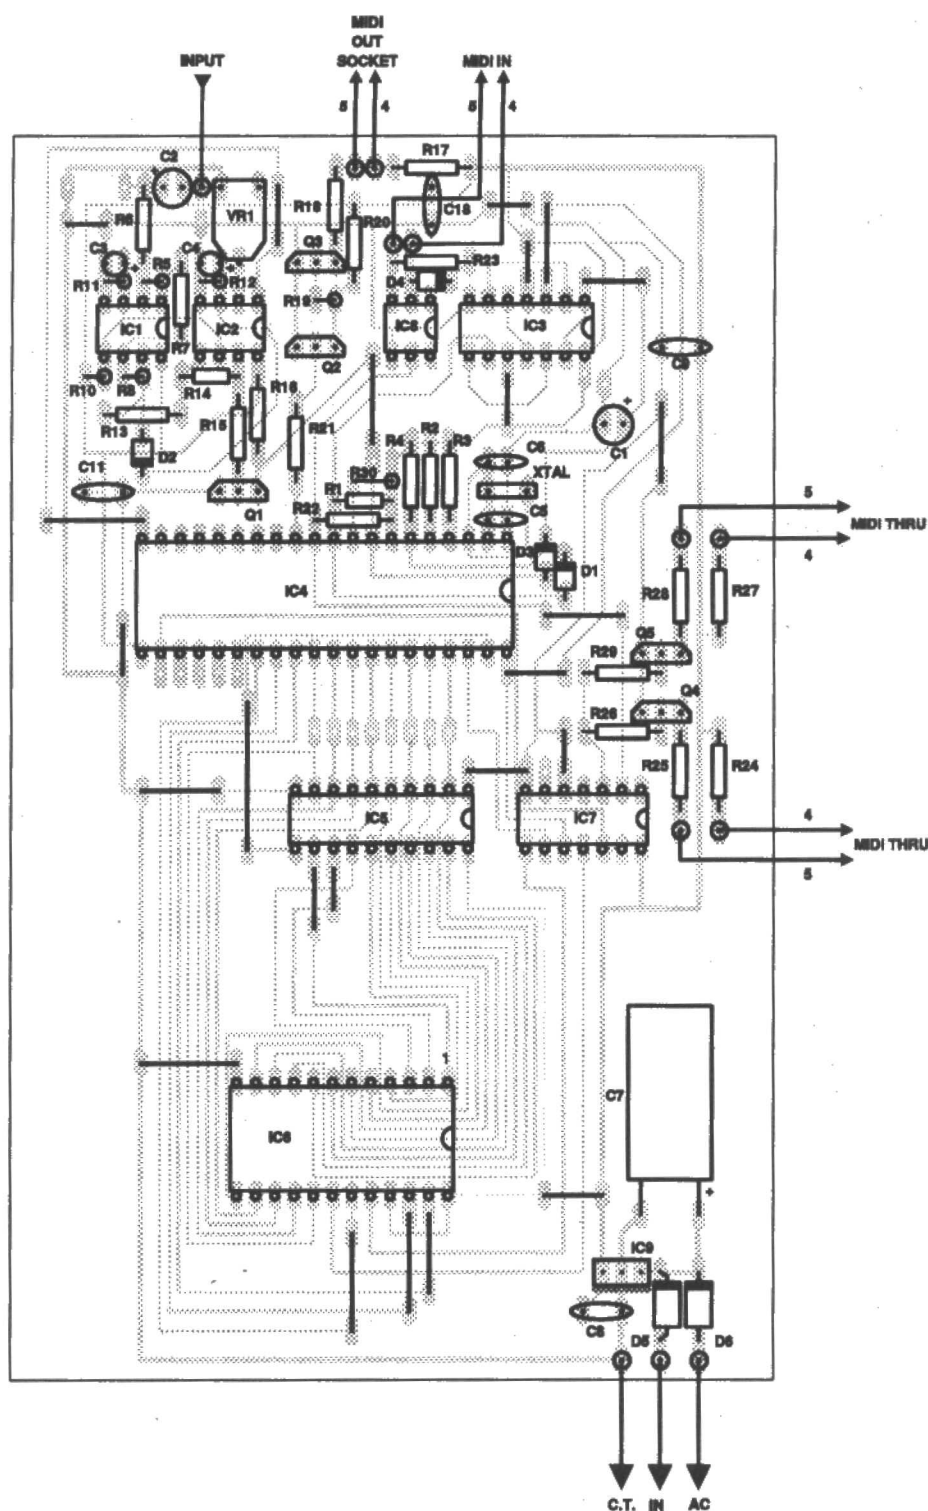 MIDI
OUT
SOCKET
INPUT
MIDI IN
5
4
5
4
R17
C2
C18
R6
VR1
R18
R20
Q3
R23
C3
C4
R5
R11
R12
D4
R19
IC1
IC2
IC8
IC3
R7
C9
Q2
R10
R8
R14
R16
R13
R15
R21
R4
R2
R3
C1
D2
C6
C11
R30
XTAL
R1
Q1
R22
C5
5
MIDI THRU
4
D3
D1
IC4
R28
R27
Q5
R29
Q4
R26
R25
R24
IC5
IC7
4
MIDI THRU
5
1
C7
IC6
+
IC9
C8
D5
D6
C.T.
IN
AC